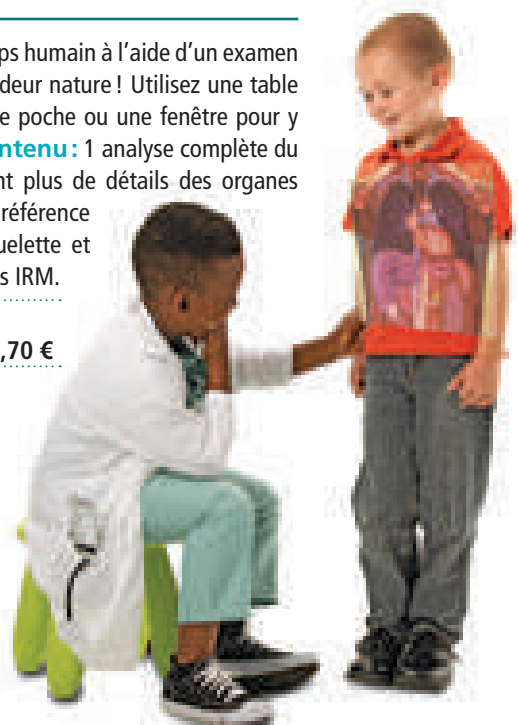 ps humain à l'aide d'un examen
deur nature ! Utilisez une table
e poche ou une fenêtre pour y
ntenu : 1 analyse complète du
nt plus de détails des organes
référence
uelette et
s IRM.
,70 €